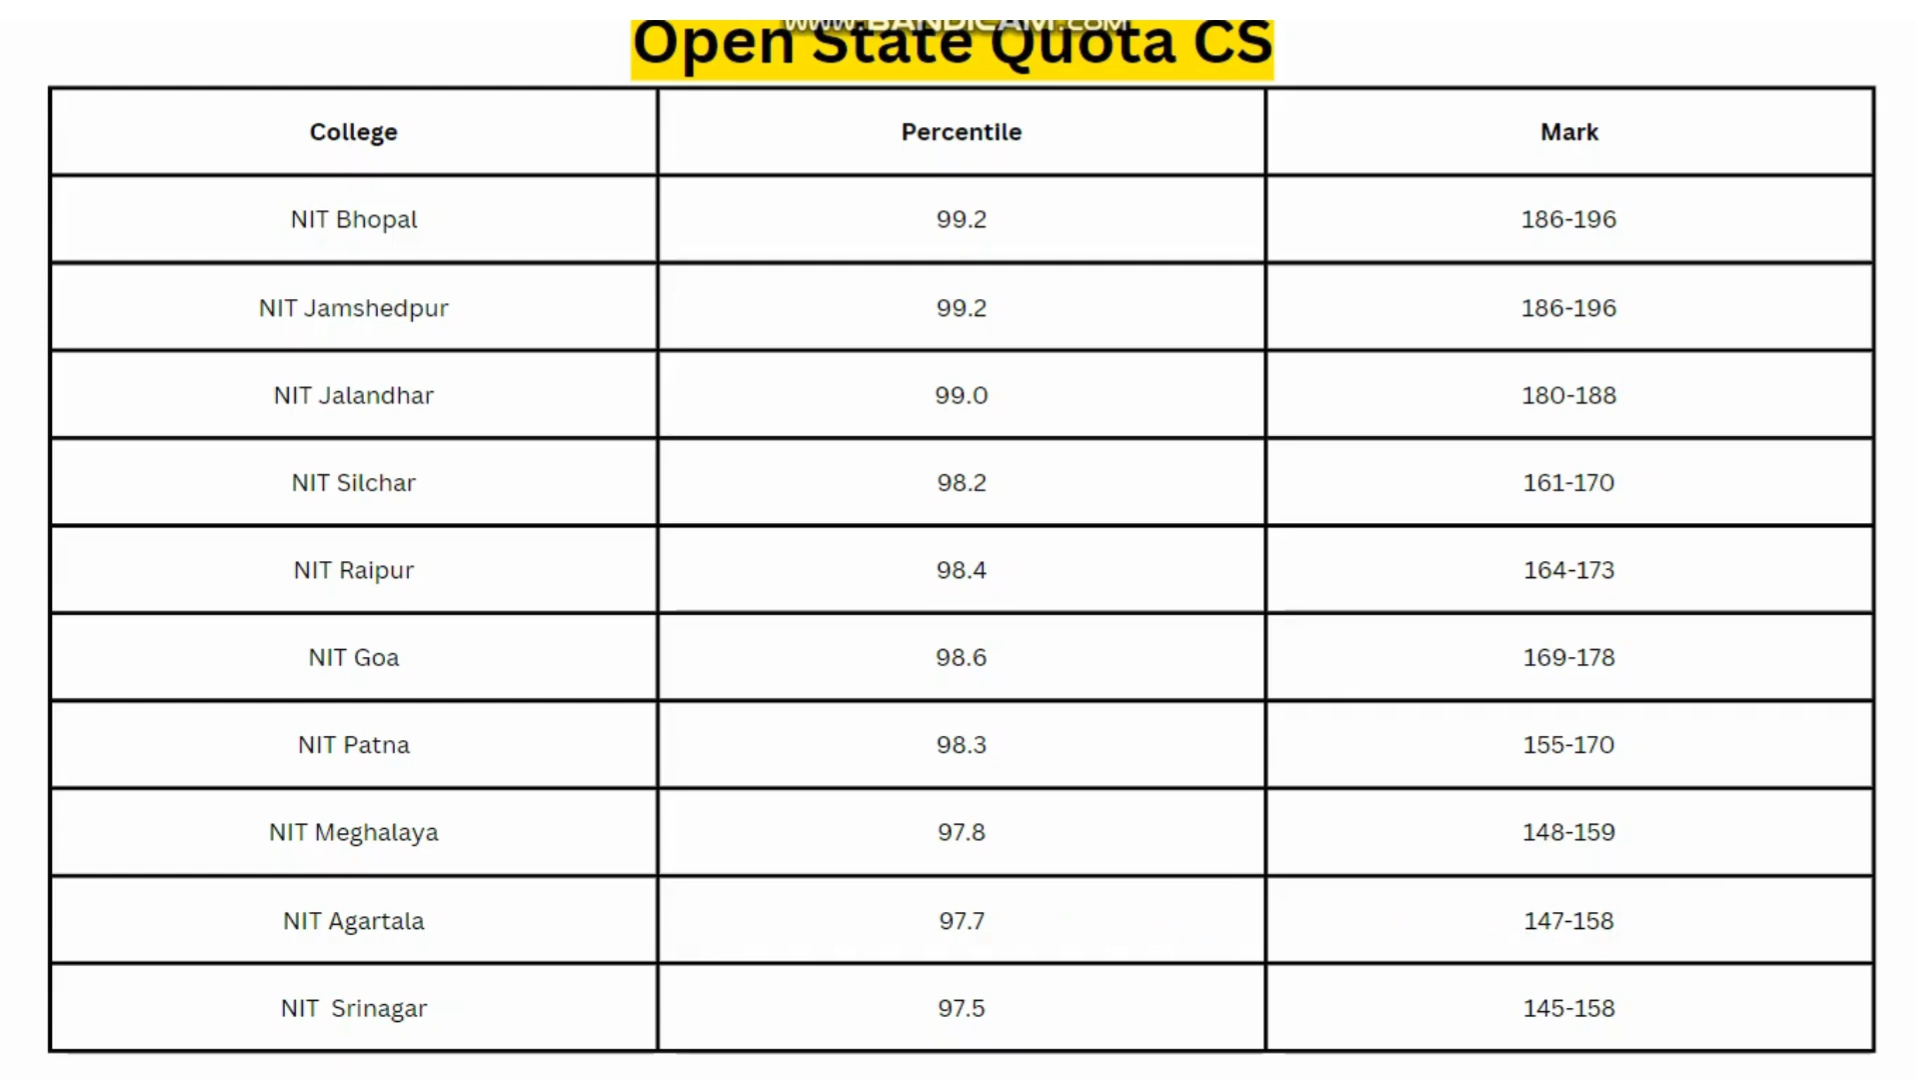 www.BANDICAM.com
Open State Quota CS
College Percentile Mark
NIT Bhopal 99.2 186-196
NIT Jamshedpur 99.2 186-196
NIT Jalandhar 99.0 180-188
NIT Silchar 98.2 161-170
NIT Raipur 98.4 164-173
NIT Goa 98.6 169-178
NIT Patna 98.3 155-170
NIT Meghalaya 97.8 148-159
NIT Agartala 97.7 147-158
NIT Srinagar 97.5 145-158